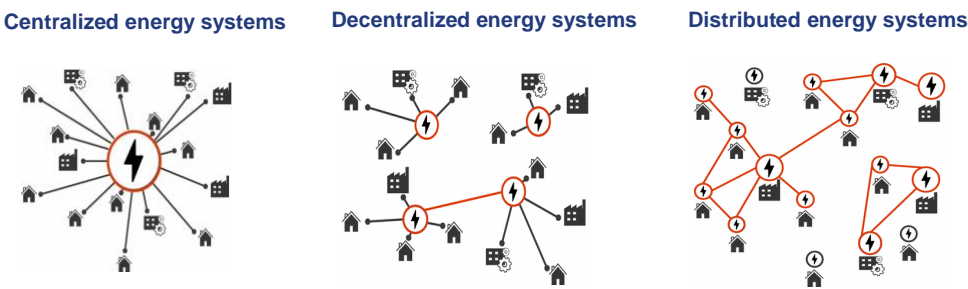 Centralized energy systems
Decentralized energy systems
Distributed energy systems